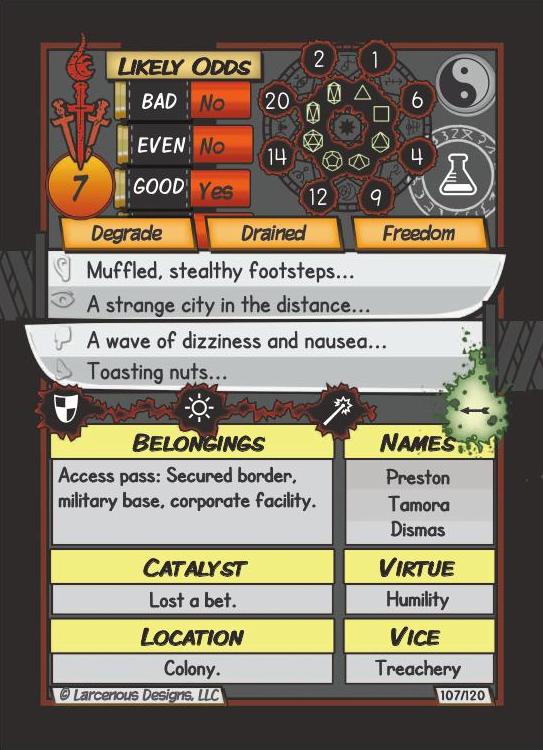 LIKELY ODDS
BAD No
EVEN No
GOOD Yes
7
2 1
20 6
14 4
12 9
Degrade Drained Freedom
Muffled, stealthy footsteps...
A strange city in the distance...
A wave of dizziness and nausea...
Toasting nuts...
BELONGINGS
Access pass: Secured border,
military base, corporate facility.
NAMES
Preston
Tamora
Dismas
CATALYST
Lost a bet.
VIRTUE
Humility
LOCATION
Colony.
VICE
Treachery
© Larcenous Designs, LLC
107/120